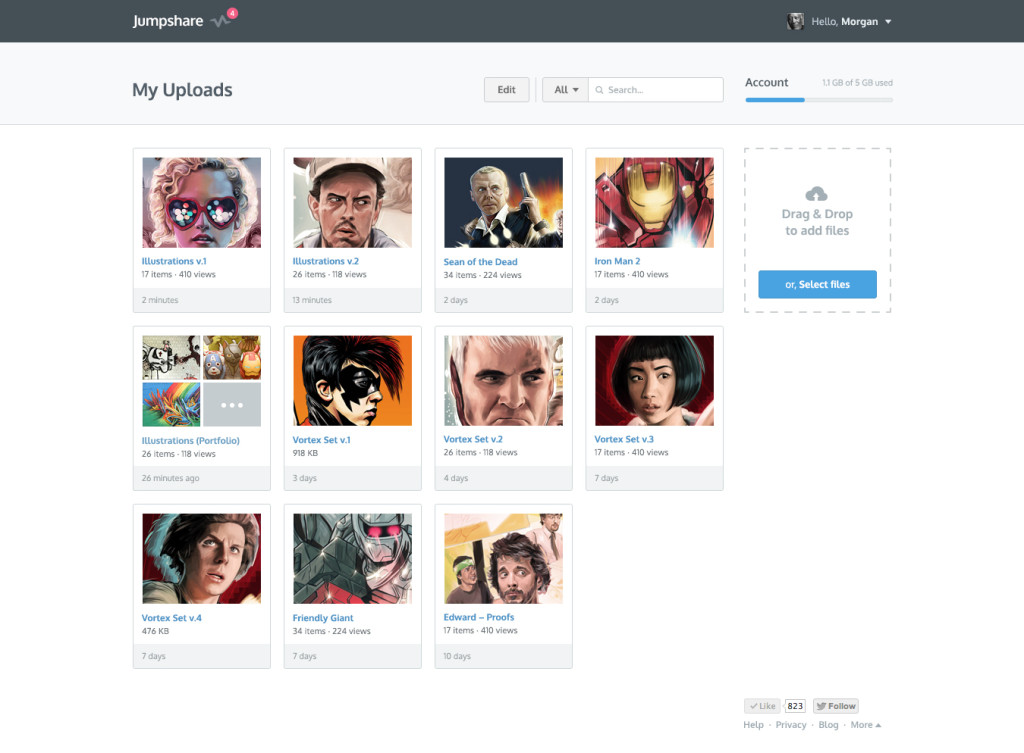 Jumpshare
4
Hello, Morgan
My Uploads
Edit
All
Search...
Account
1.1 GB of 5 GB used
Illustrations v.1
17 items · 410 views
2 minutes
Illustrations v.2
26 items · 118 views
13 minutes
Sean of the Dead
34 items · 224 views
2 days
Iron Man 2
17 items · 410 views
2 days
Drag & Drop
to add files
or, Select files
Illustrations (Portfolio)
26 items · 118 views
26 minutes ago
Vortex Set v.1
918 KB
3 days
Vortex Set v.2
26 items · 118 views
4 days
Vortex Set v.3
17 items · 410 views
7 days
Vortex Set v.4
476 KB
7 days
Friendly Giant
34 items · 224 views
7 days
Edward – Proofs
17 items · 410 views
10 days
Like
823
Follow
Help · Privacy · Blog · More